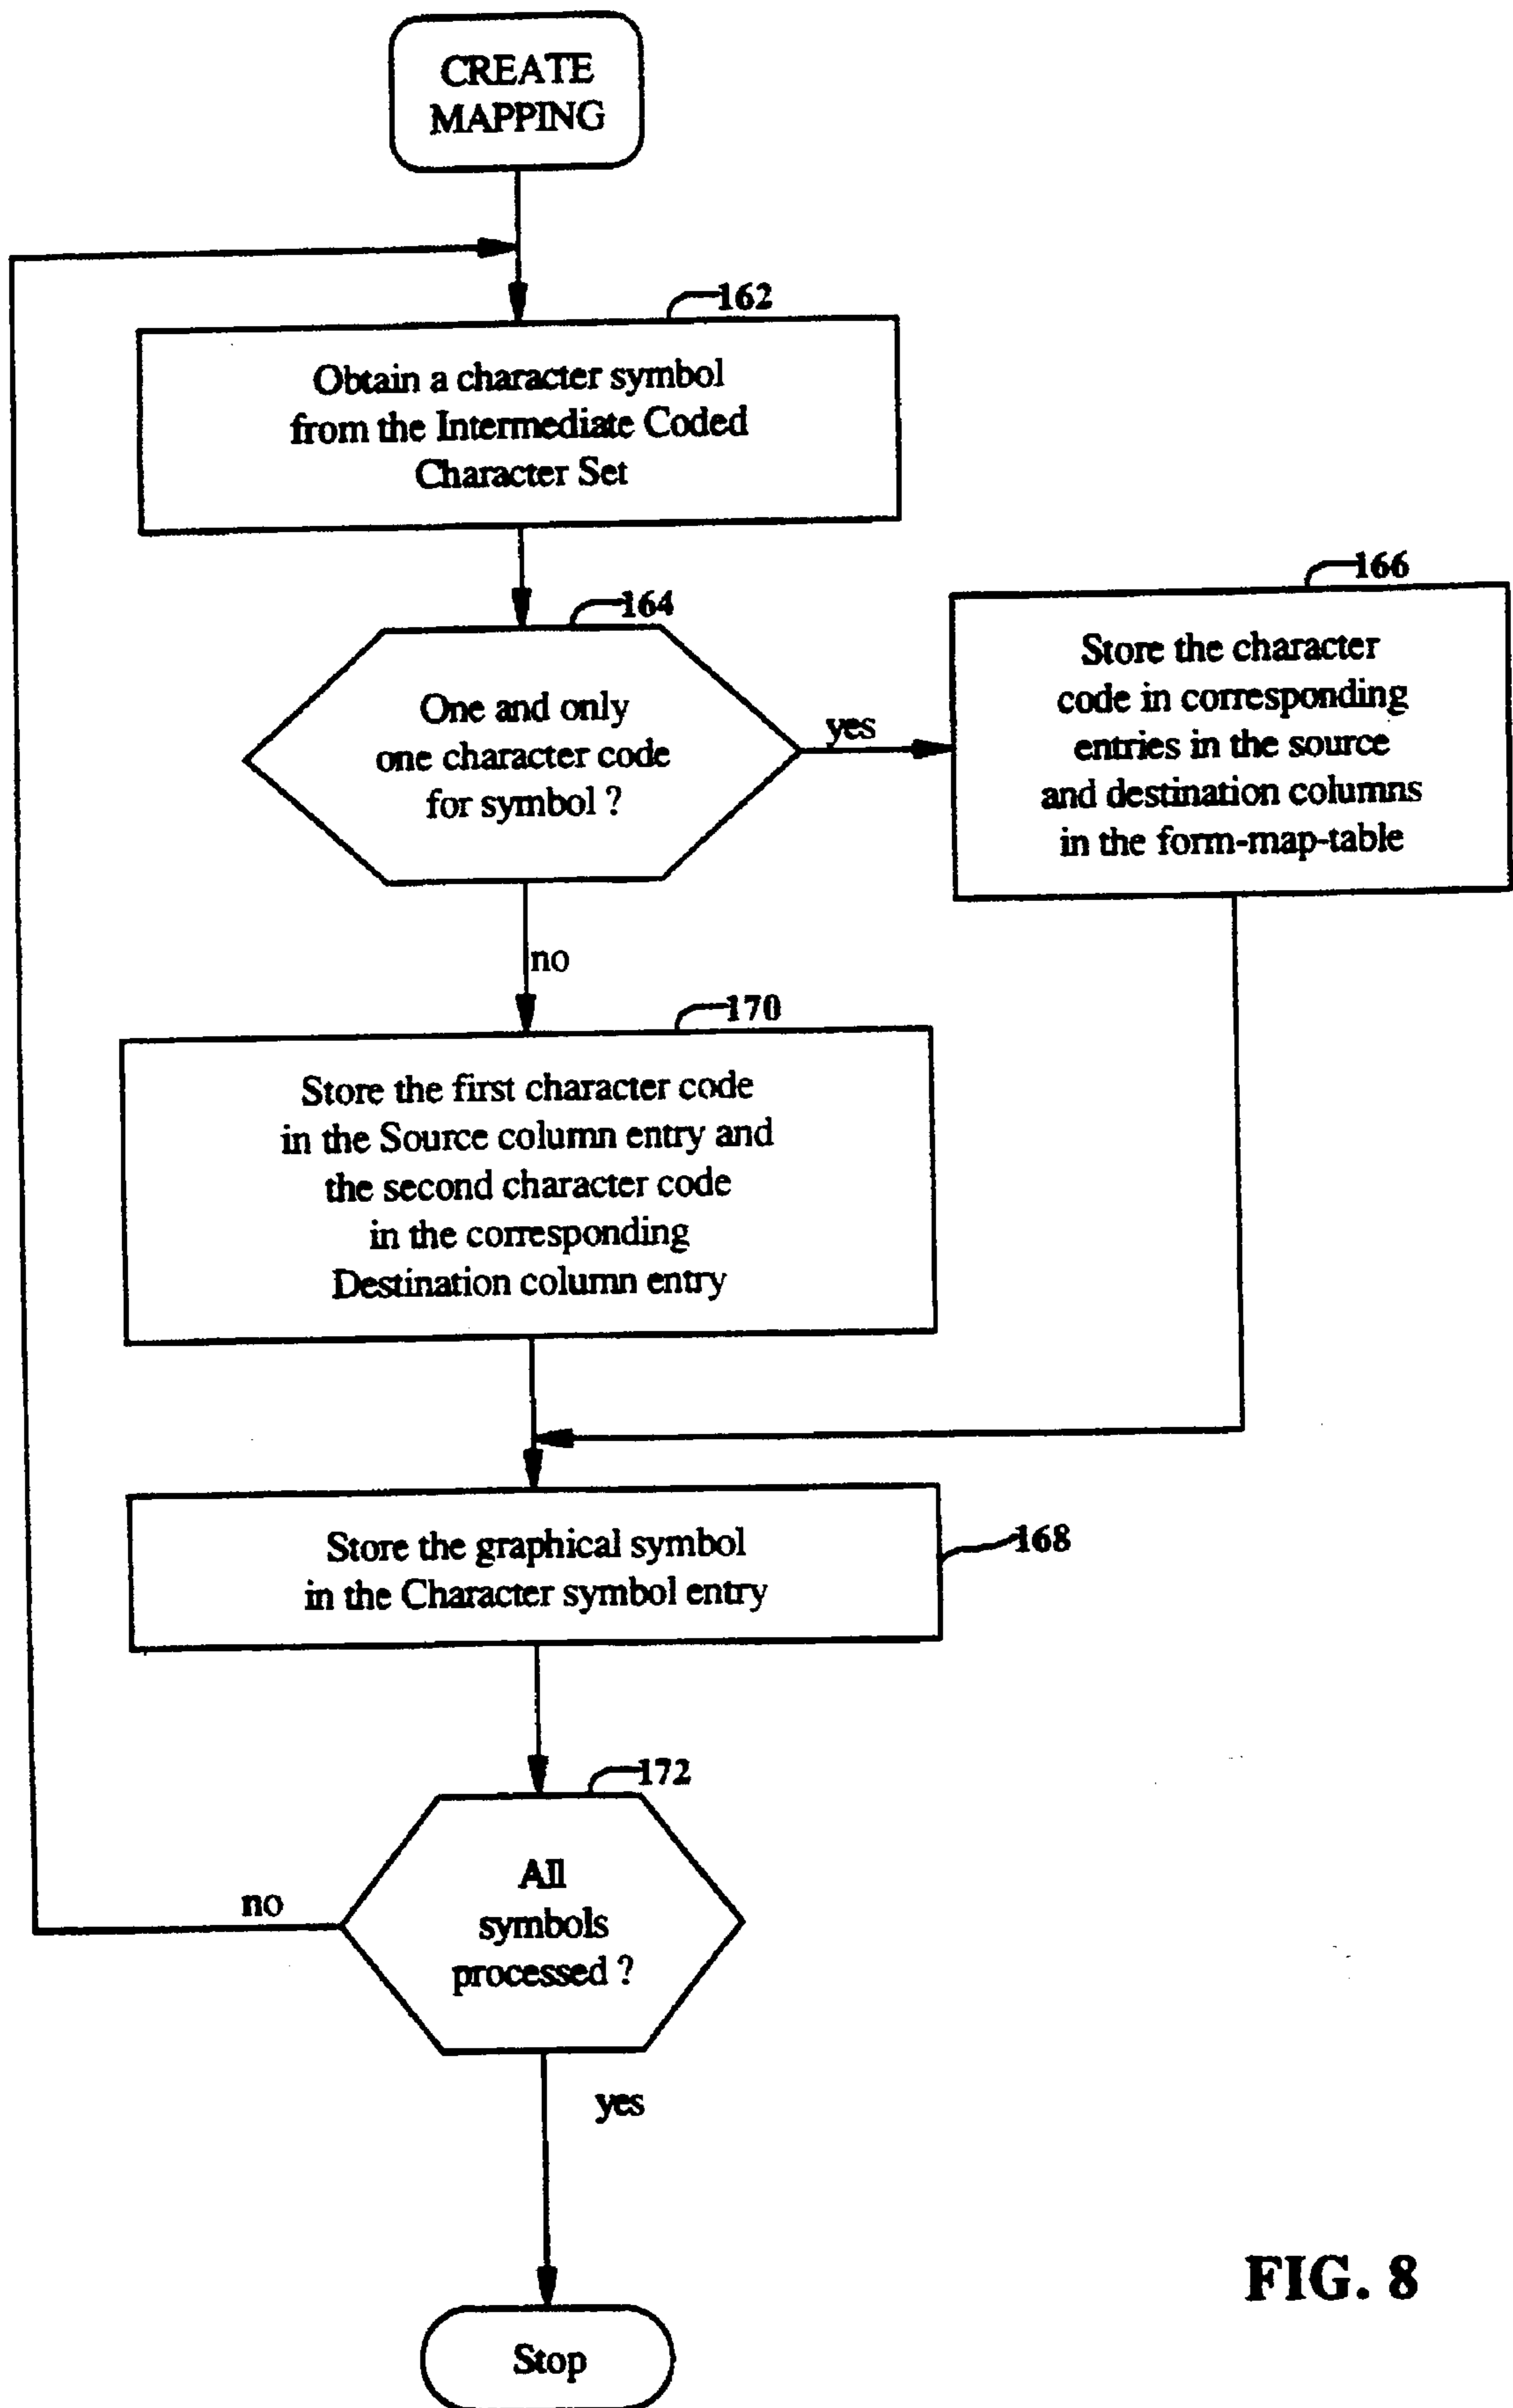 CREATE
MAPPING
162
Obtain a character symbol
from the Intermediate Coded
Character Set
164
One and only
one character code
for symbol ?
yes
166
Store the character
code in corresponding
entries in the source
and destination columns
in the form-map-table
no
170
Store the first character code
in the Source column entry and
the second character code
in the corresponding
Destination column entry
Store the graphical symbol
in the Character symbol entry
168
172
All
symbols
processed ?
no
yes
Stop
FIG. 8